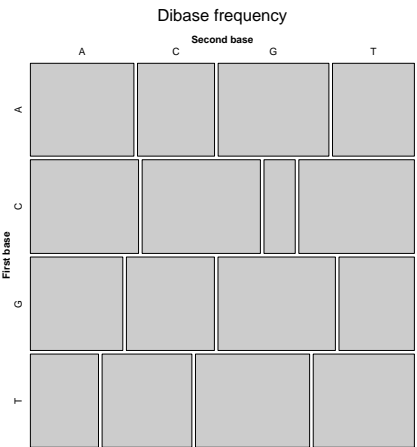 Dibase frequency
Second base
A C G T
A
C
First base
G
T